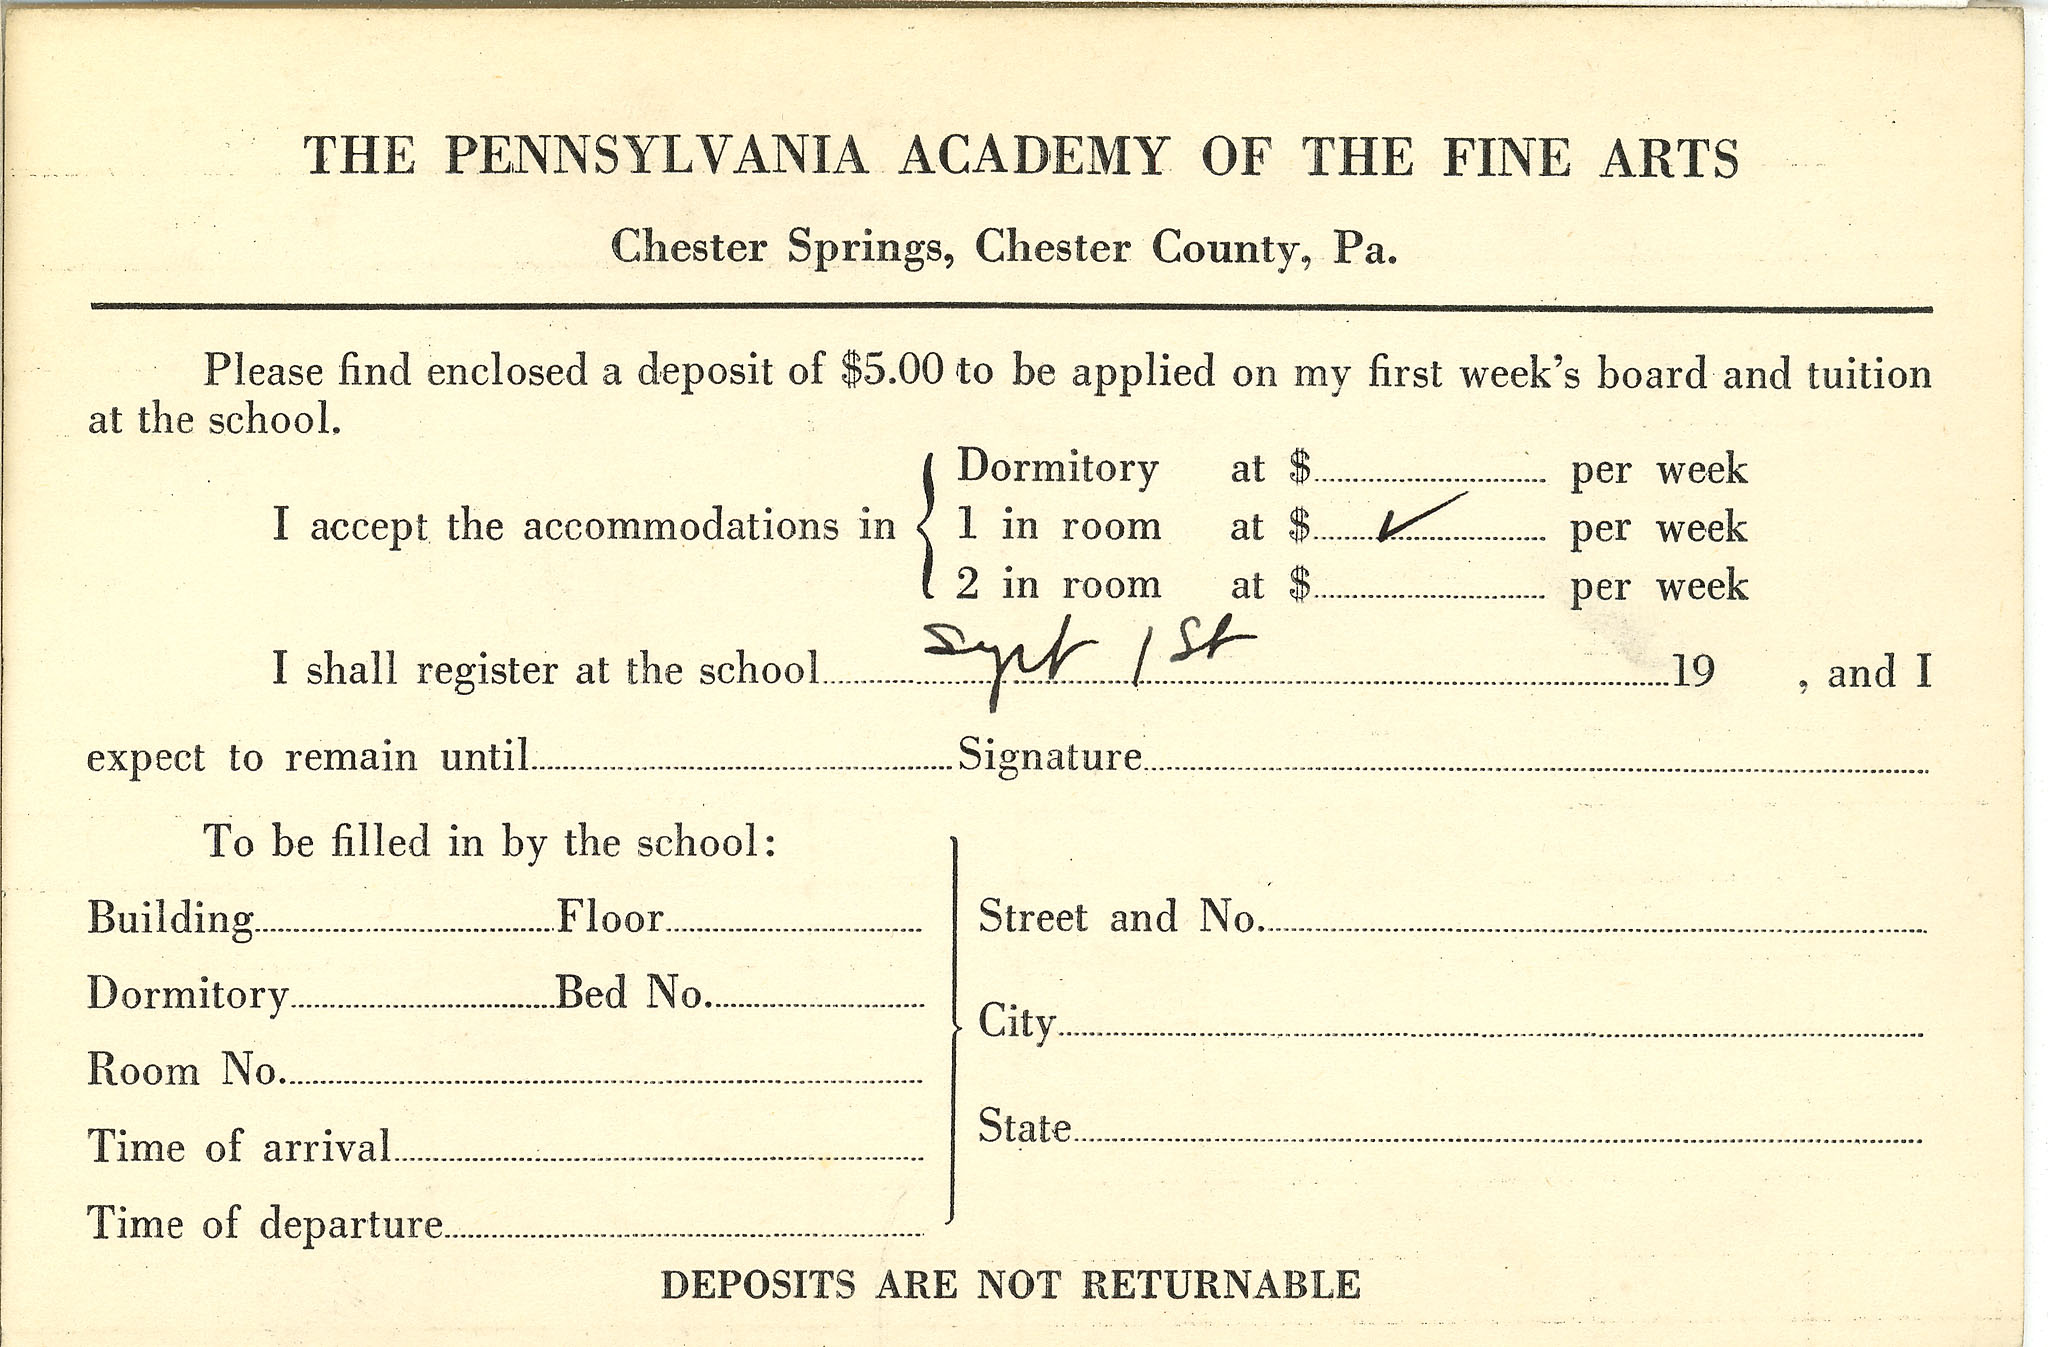 THE PENNSYLVANIA ACADEMY OF THE FINE ARTS
Chester Springs, Chester County, Pa.
Please find enclosed a deposit of $5.00 to be applied on my first week's board and tuition
at the school.
I accept the accommodations in
Dormitory at $ per week
1 in room at $ ✓ per week
2 in room at $ per week
I shall register at the school Sept 1st 19 , and I
expect to remain until Signature
To be filled in by the school:
Building Floor
Dormitory Bed No.
Room No.
Time of arrival
Time of departure
Street and No.
City
State
DEPOSITS ARE NOT RETURNABLE